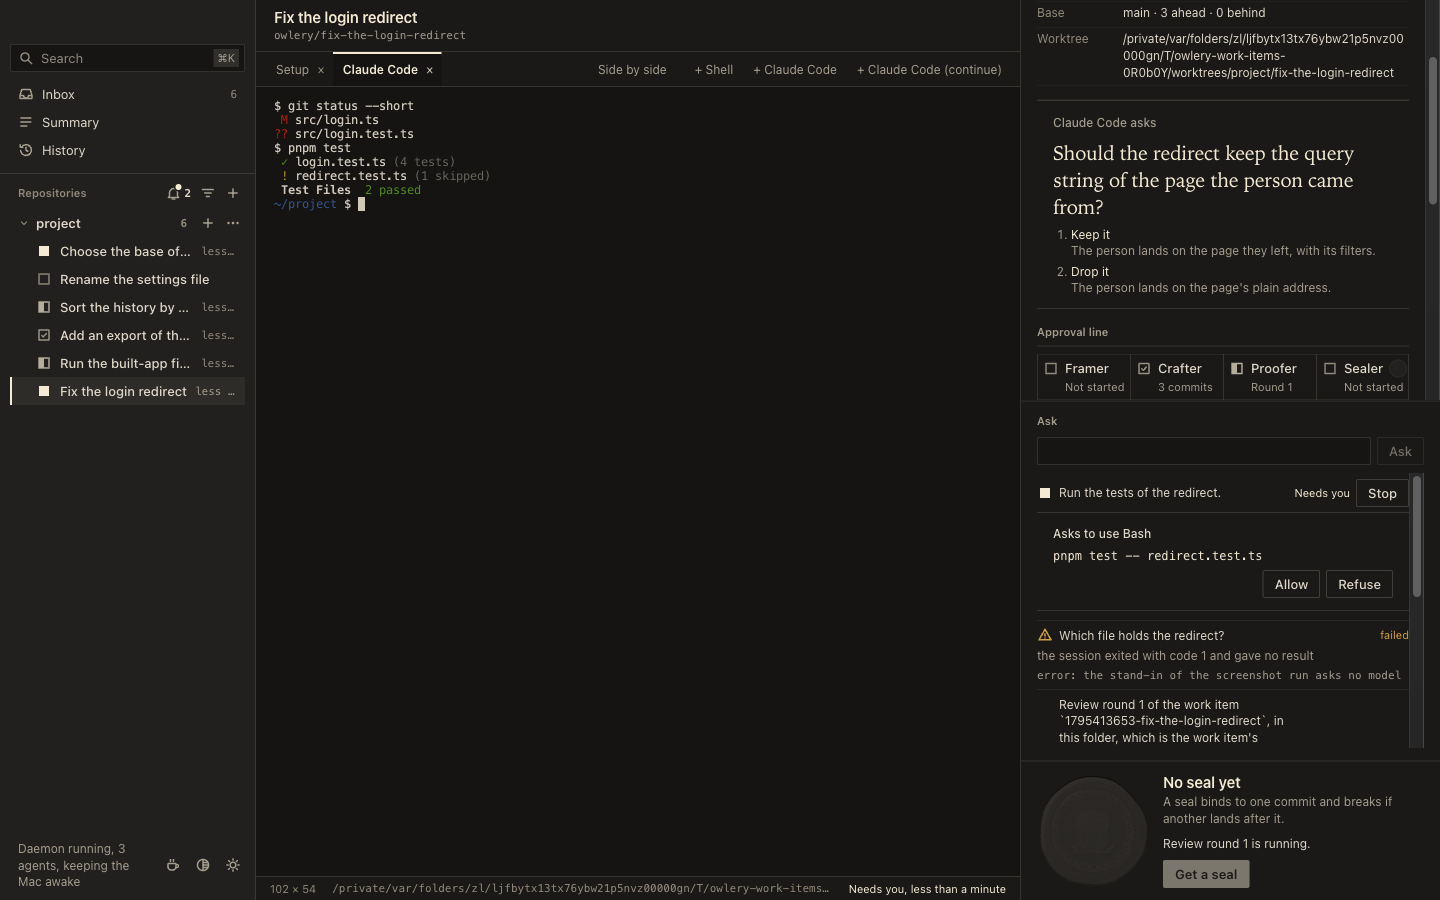 Search ⌘K
Inbox 6
Summary
History
Repositories 2
project 6
Choose the base of... less...
Rename the settings file
Sort the history by ... less...
Add an export of th... less...
Run the built-app fi... less...
Fix the login redirect less ...
Daemon running, 3
agents, keeping the
Mac awake
Fix the login redirect
owlery/fix-the-login-redirect
Setup × Claude Code × Side by side + Shell + Claude Code + Claude Code (continue)
$ git status --short
M src/login.ts
?? src/login.test.ts
$ pnpm test
✓ login.test.ts (4 tests)
! redirect.test.ts (1 skipped)
Test Files 2 passed
~/project $
102 × 54 /private/var/folders/zl/ljfbytx13tx76ybw21p5nvz00000gn/T/owlery-work-items… Needs you, less than a minute
Base main · 3 ahead · 0 behind
Worktree /private/var/folders/zl/ljfbytx13tx76ybw21p5nvz00
000gn/T/owlery-work-items-
0R0b0Y/worktrees/project/fix-the-login-redirect
Claude Code asks
Should the redirect keep the query
string of the page the person came
from?
1. Keep it
The person lands on the page they left, with its filters.
2. Drop it
The person lands on the page's plain address.
Approval line
Framer Crafter Proofer Sealer
Not started 3 commits Round 1 Not started
Ask
Ask
Run the tests of the redirect. Needs you Stop
Asks to use Bash
pnpm test -- redirect.test.ts
Allow Refuse
Which file holds the redirect? failed
the session exited with code 1 and gave no result
error: the stand-in of the screenshot run asks no model
Review round 1 of the work item
`1795413653-fix-the-login-redirect`, in
this folder, which is the work item's
No seal yet
A seal binds to one commit and breaks if
another lands after it.
Review round 1 is running.
Get a seal